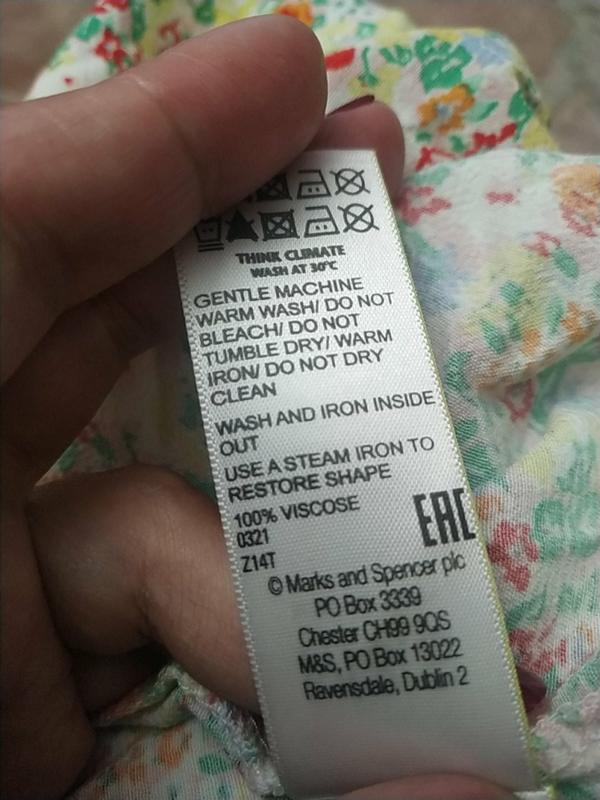 THINK CLIMATE
WASH AT 30°C
GENTLE MACHINE
WARM WASH/ DO NOT
BLEACH/ DO NOT
TUMBLE DRY/ WARM
IRON/ DO NOT DRY
CLEAN
WASH AND IRON INSIDE
OUT
USE A STEAM IRON TO
RESTORE SHAPE
100% VISCOSE
0321
Z14T
EAC
© Marks and Spencer plc
PO Box 3339
Chester CH99 9QS
M&S, PO Box 13022
Ravensdale, Dublin 2